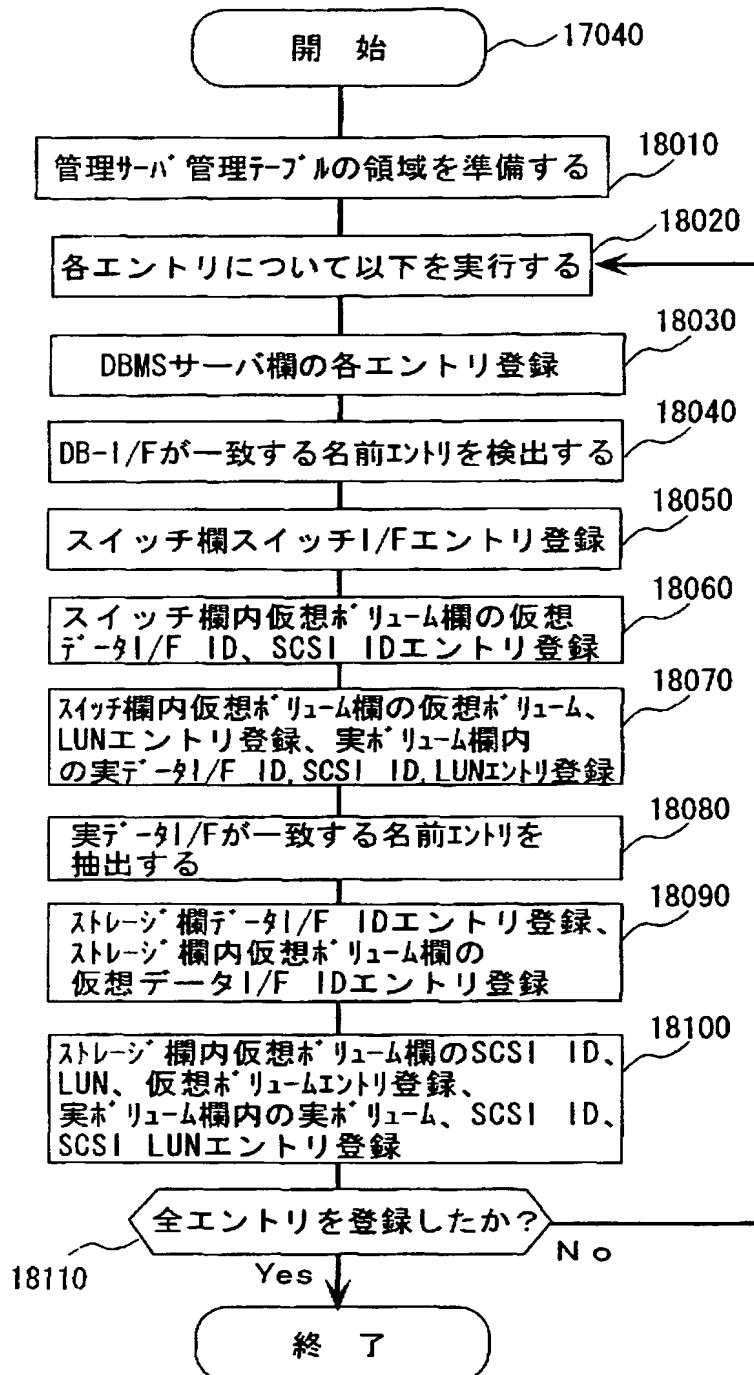 開 始
17040
管理サーバ管理テーブルの領域を準備する
18010
各エントリについて以下を実行する
18020
DBMSサーバ欄の各エントリ登録
18030
DB-I/Fが一致する名前エントリを検出する
18040
スイッチ欄スイッチI/Fエントリ登録
18050
スイッチ欄内仮想ボリューム欄の仮想
データI/F ID、SCSI IDエントリ登録
18060
スイッチ欄内仮想ボリューム欄の仮想ボリューム、
LUNエントリ登録、実ボリューム欄内
の実データI/F ID,SCSI ID,LUNエントリ登録
18070
実データI/Fが一致する名前エントリを
抽出する
18080
ストレージ欄データI/F IDエントリ登録、
ストレージ欄内仮想ボリューム欄の
仮想データI/F IDエントリ登録
18090
ストレージ欄内仮想ボリューム欄のSCSI ID、
LUN、仮想ボリュームエントリ登録、
実ボリューム欄内の実ボリューム、SCSI ID、
SCSI LUNエントリ登録
18100
全エントリを登録したか?
18110
No
Yes
終 了